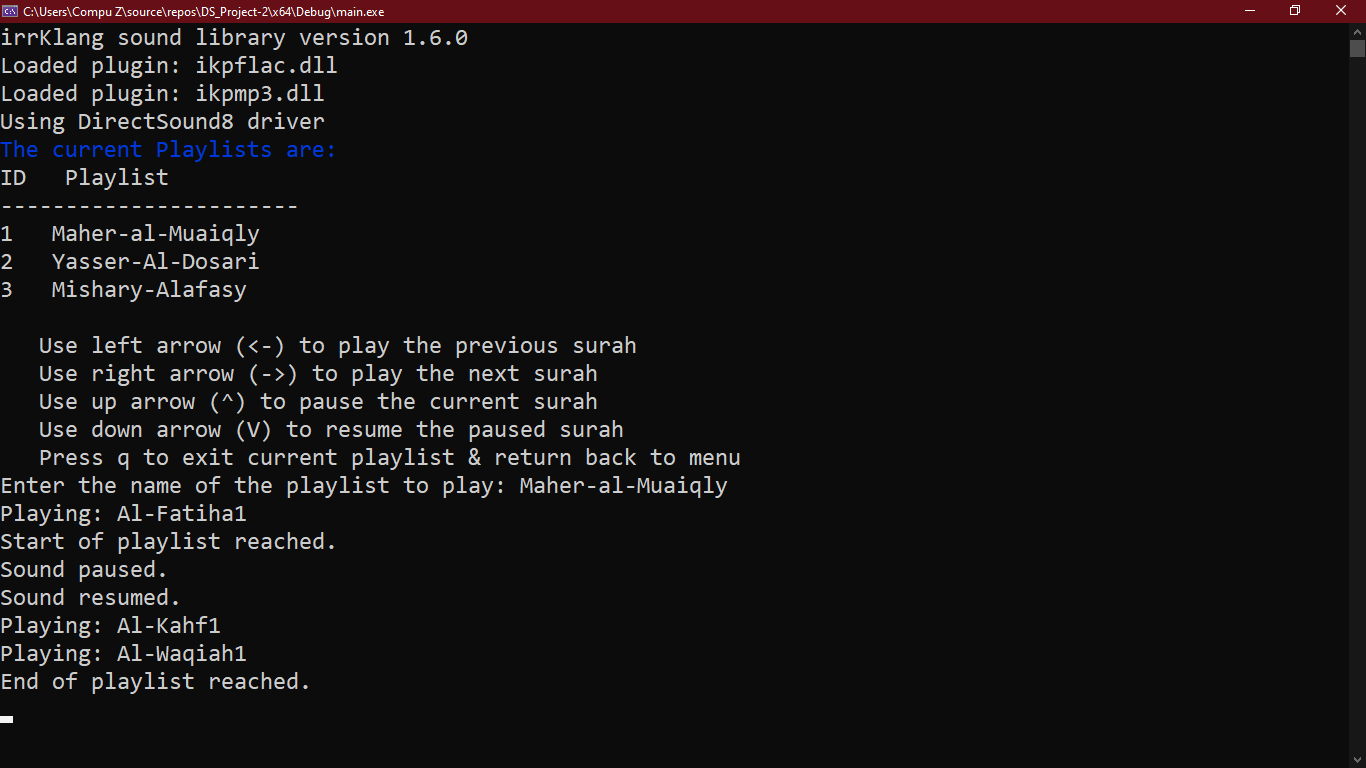 C:\Users\Compu Z\source\repos\DS_Project-2\x64\Debug\main.exe
irrKlang sound library version 1.6.0
Loaded plugin: ikpflac.dll
Loaded plugin: ikpmp3.dll
Using DirectSound8 driver
The current Playlists are:
ID   Playlist
-----------------------
1   Maher-al-Muaiqly
2   Yasser-Al-Dosari
3   Mishary-Alafasy
   Use left arrow (<-) to play the previous surah
   Use right arrow (->) to play the next surah
   Use up arrow (^) to pause the current surah
   Use down arrow (V) to resume the paused surah
   Press q to exit current playlist & return back to menu
Enter the name of the playlist to play: Maher-al-Muaiqly
Playing: Al-Fatiha1
Start of playlist reached.
Sound paused.
Sound resumed.
Playing: Al-Kahf1
Playing: Al-Waqiah1
End of playlist reached.